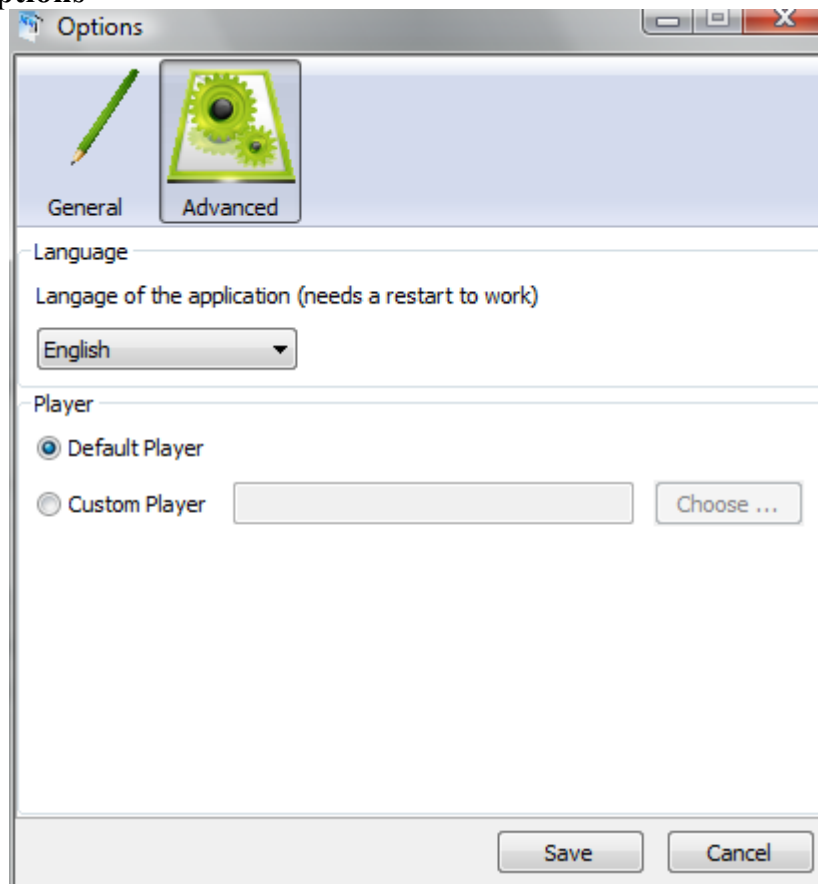 ptions
Options
General Advanced
Language
Langage of the application (needs a restart to work)
English
Player
Default Player
Custom Player Choose ...
Save Cancel